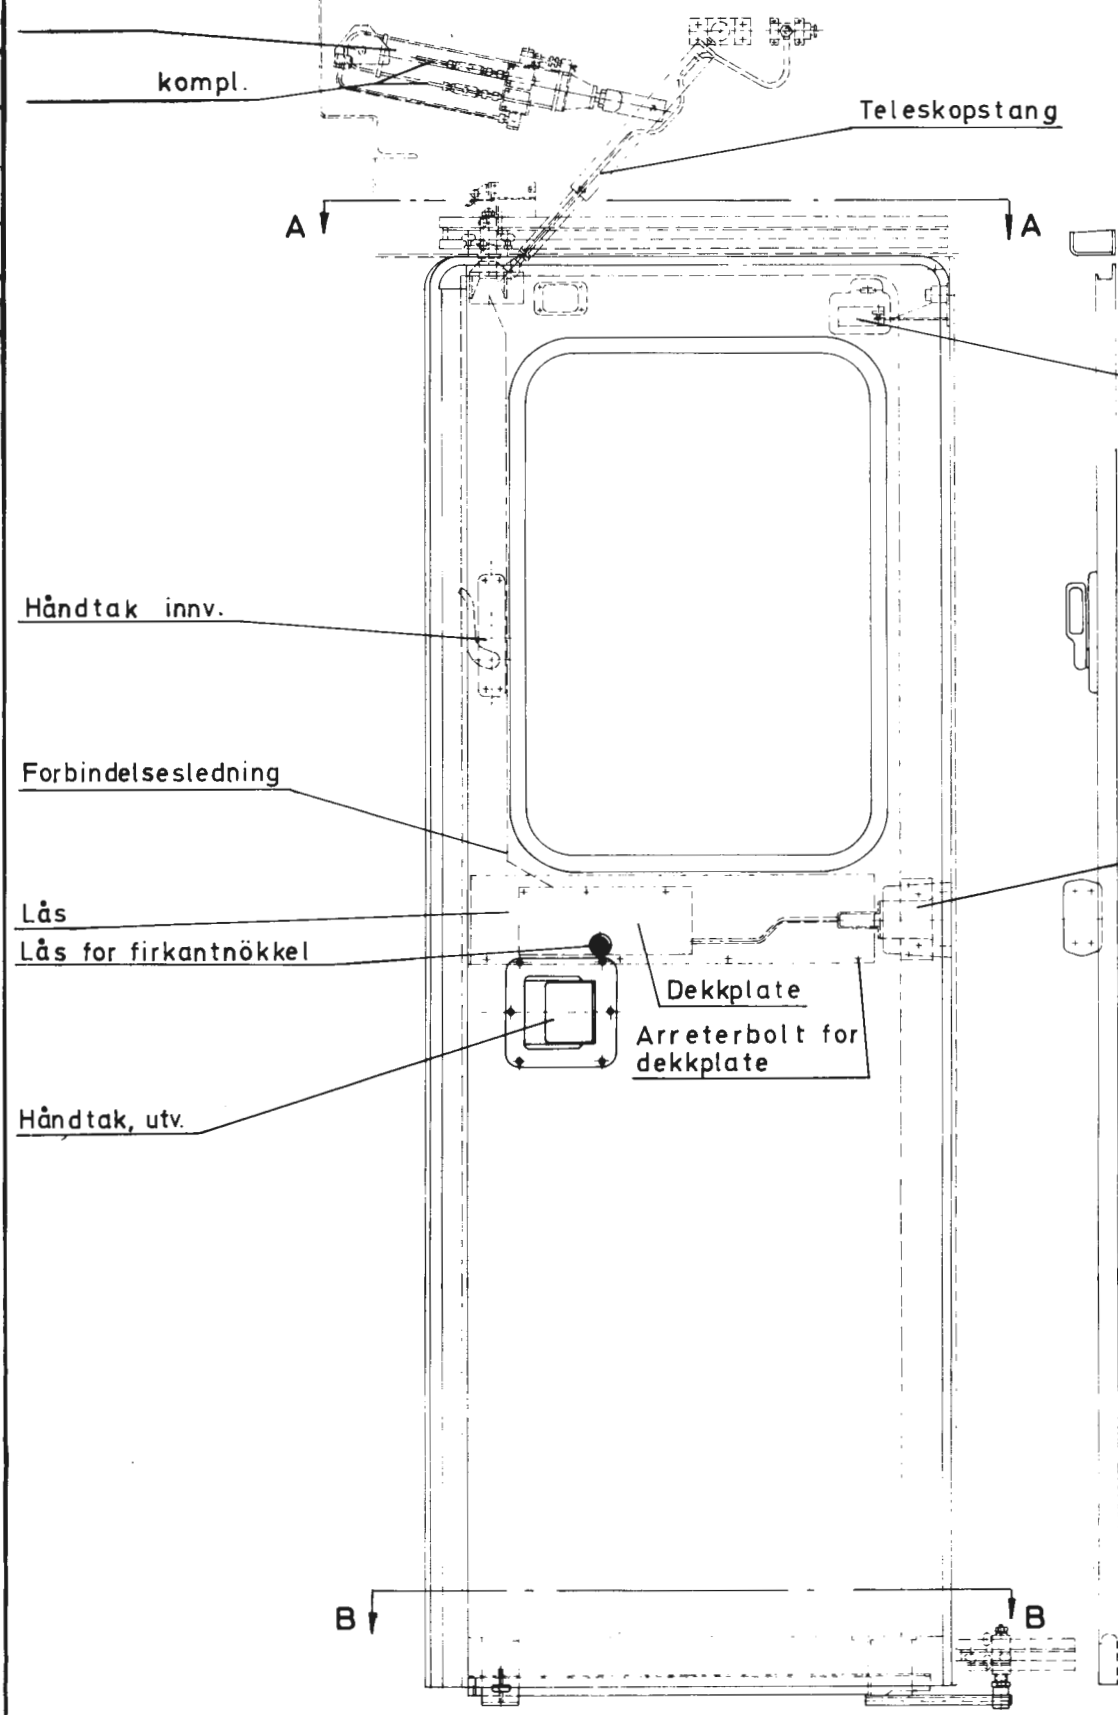 kompl.
Teleskopstang
A
A
Håndtak innv.
Forbindelsesledning
Lås
Lås for firkantnökkel
Dekkplate
Arreterbolt for
dekkplate
Håndtak, utv.
B
B